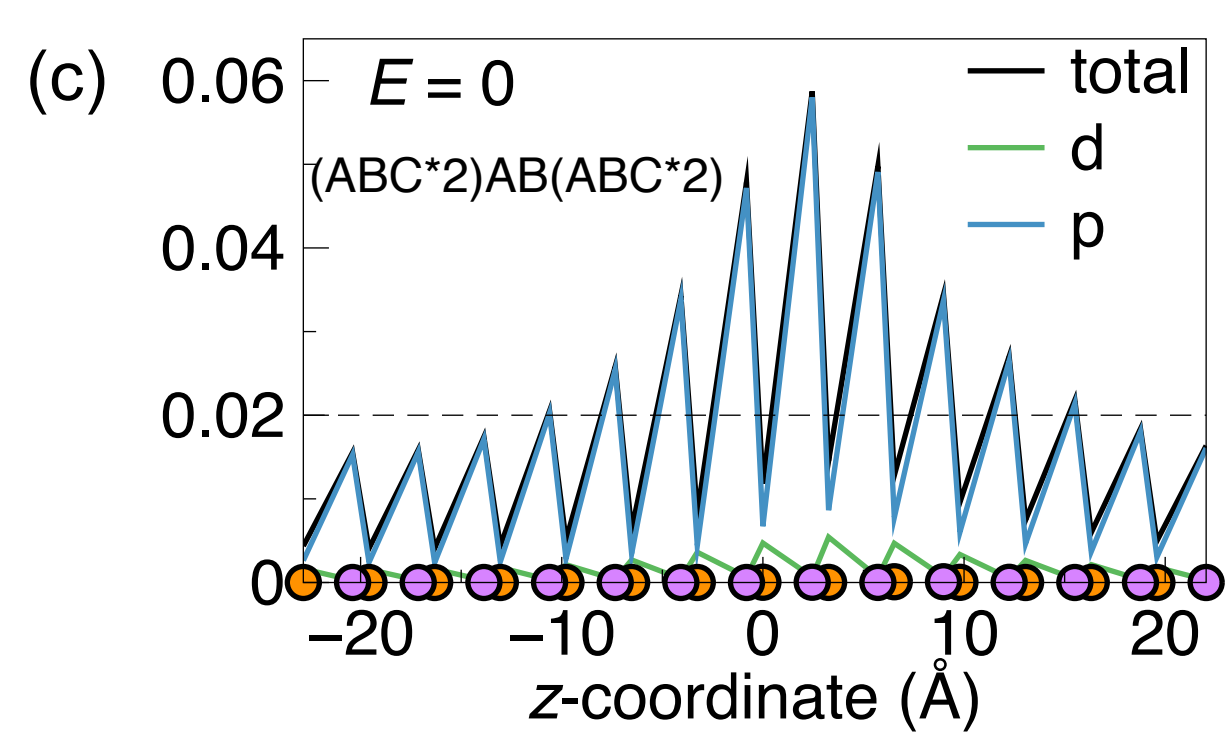 (c)
0.06
0.04
0.02
0
E = 0
(ABC*2)AB(ABC*2)
total
d
p
−20
−10
0
10
20
z-coordinate (Å)